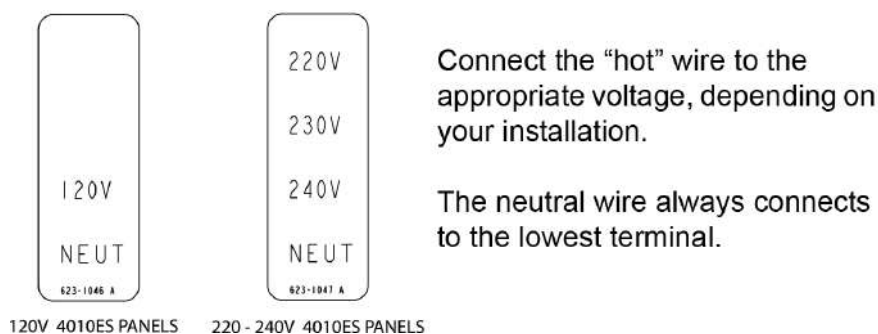 120V
NEUT
623-1046 A
120V 4010ES PANELS
220V
230V
240V
NEUT
623-1047 A
220 - 240V 4010ES PANELS
Connect the “hot” wire to the
appropriate voltage, depending on
your installation.
The neutral wire always connects
to the lowest terminal.